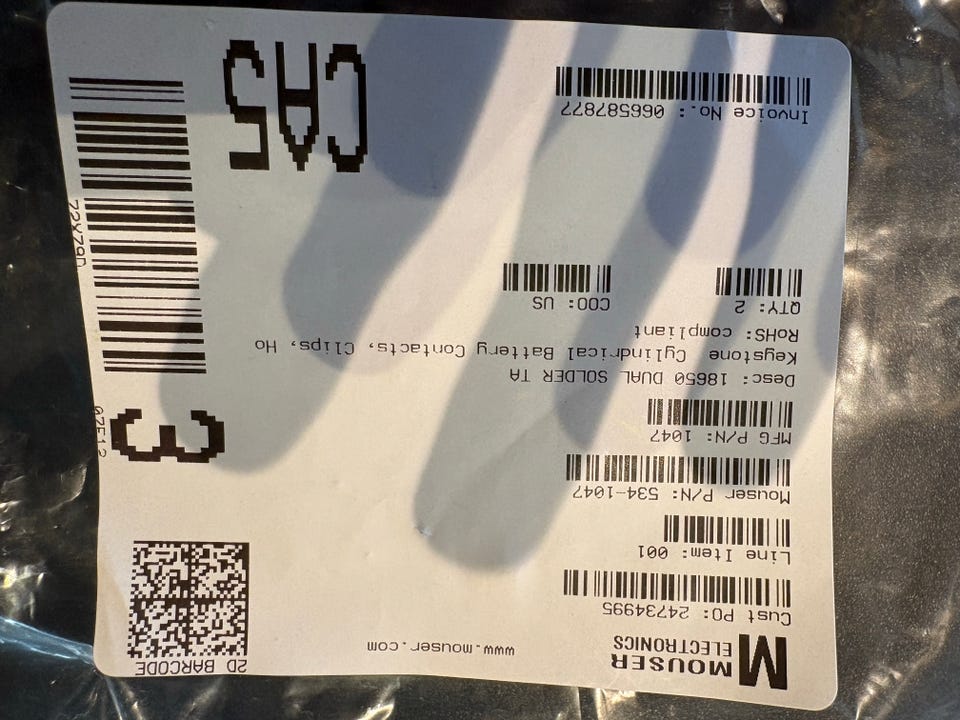 M MOUSER
ELECTRONICS
www.mouser.com
2D BARCODE
Cust PO: 24734995
Line Item: 001
Mouser P/N: 534-1047
MFG P/N: 1047
3
Desc: 18650 DUAL SOLDER TA
Keystone Cylindrical Battery Contacts, Clips, Ho
RoHS: compliant
QTY: 2
COO: US
Invoice No.: 066587877
CA5